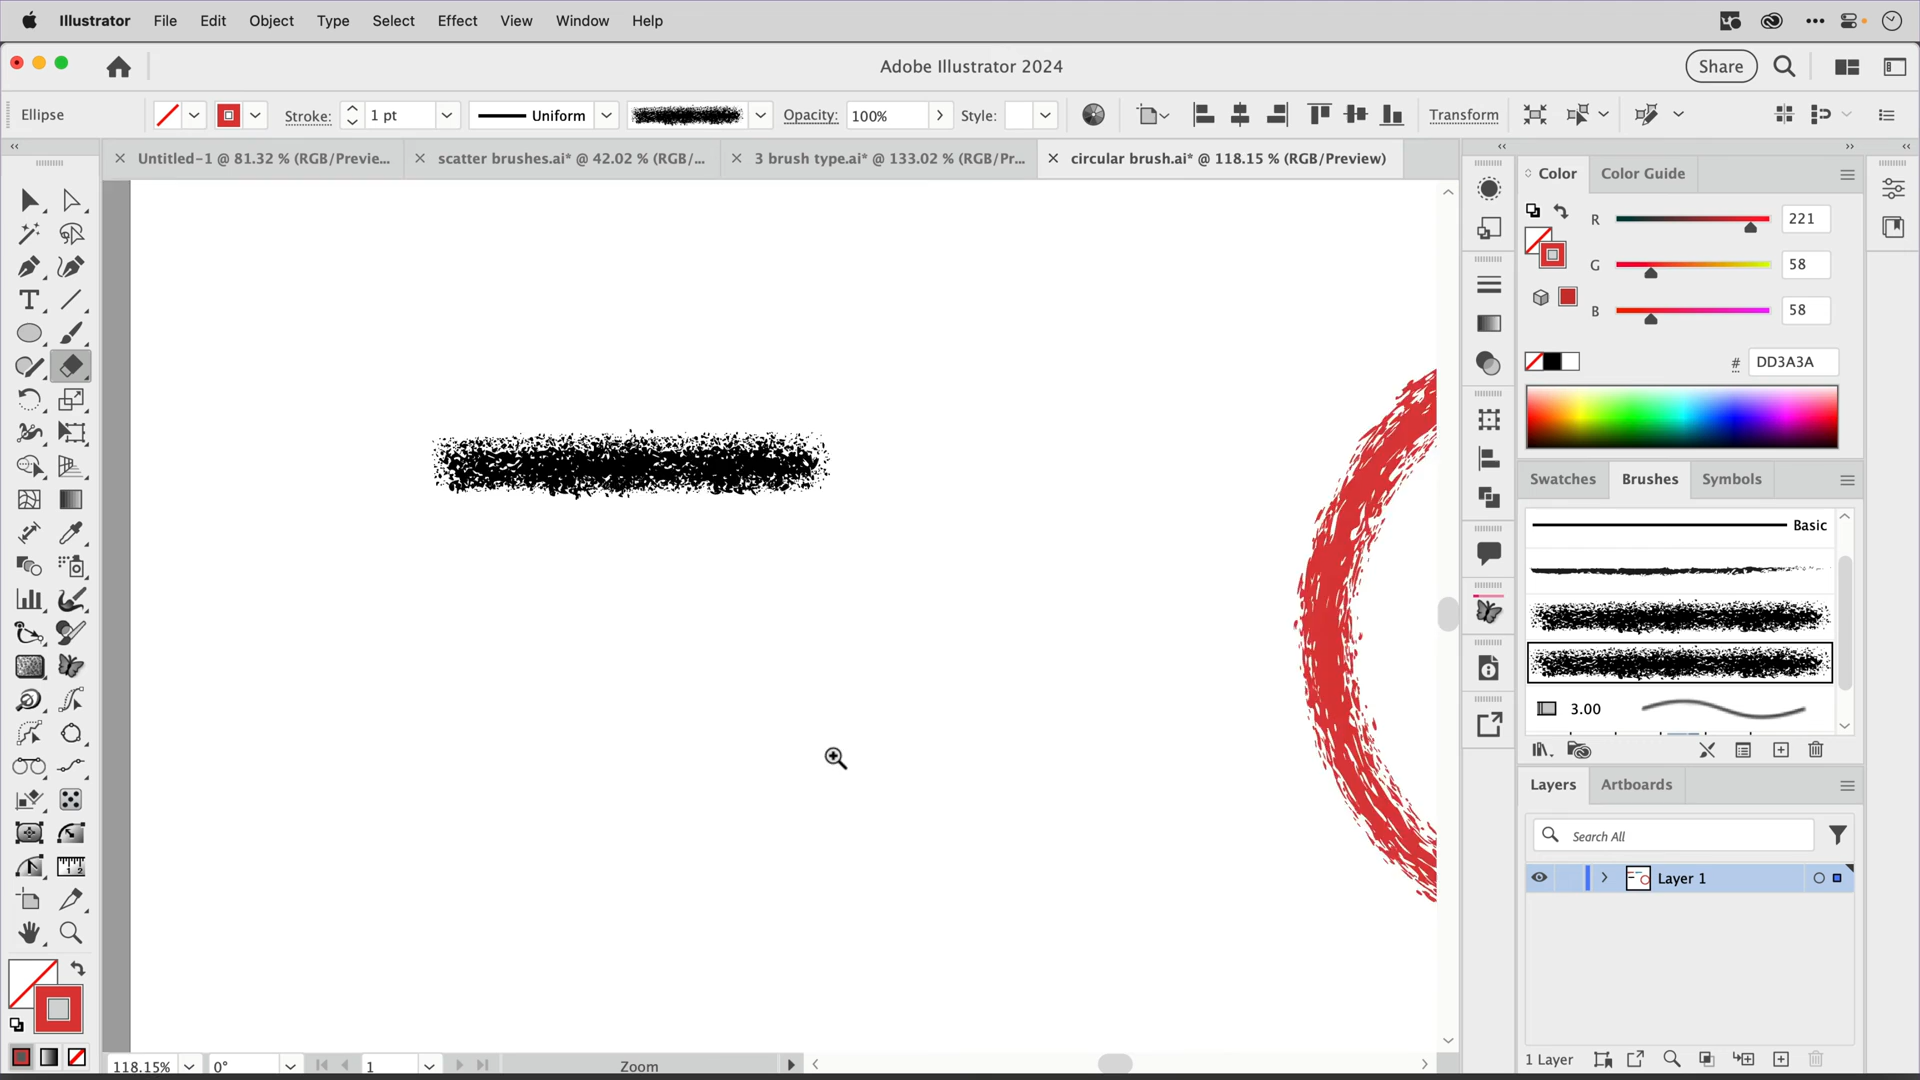 Illustrator File Edit Object Type Select Effect View Window Help
Adobe Illustrator 2024
Share
Ellipse Stroke: 1 pt Uniform Opacity: 100% Style: Transform
Untitled-1 @ 81.32 % (RGB/Previe...
scatter brushes.ai* @ 42.02 % (RGB/...
3 brush type.ai* @ 133.02 % (RGB/Pr...
circular brush.ai* @ 118.15 % (RGB/Preview)
Color Color Guide
R 221
G 58
B 58
# DD3A3A
Swatches Brushes Symbols
Basic
3.00
Layers Artboards
Search All
Layer 1
1 Layer
118.15% 0° 1 Zoom